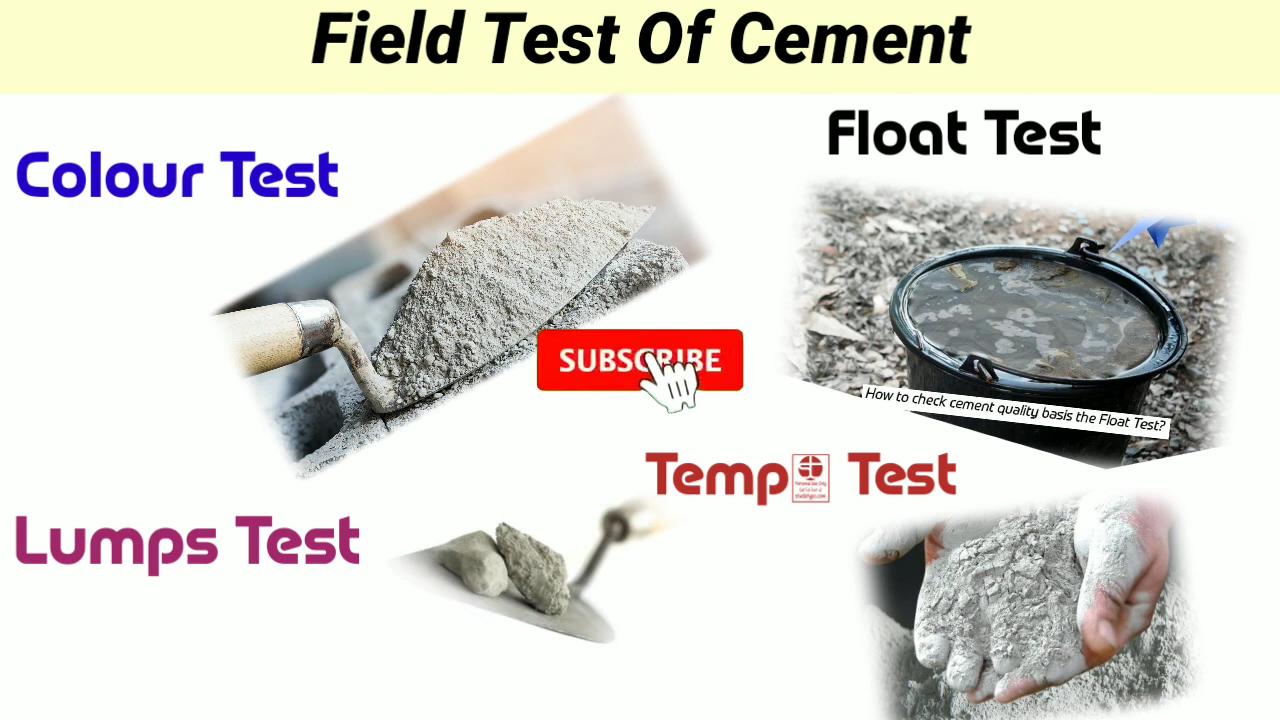 Field Test Of Cement
Colour Test
Float Test
SUBSCRIBE
How to check cement quality basis the Float Test?
Temp Test
Lumps Test